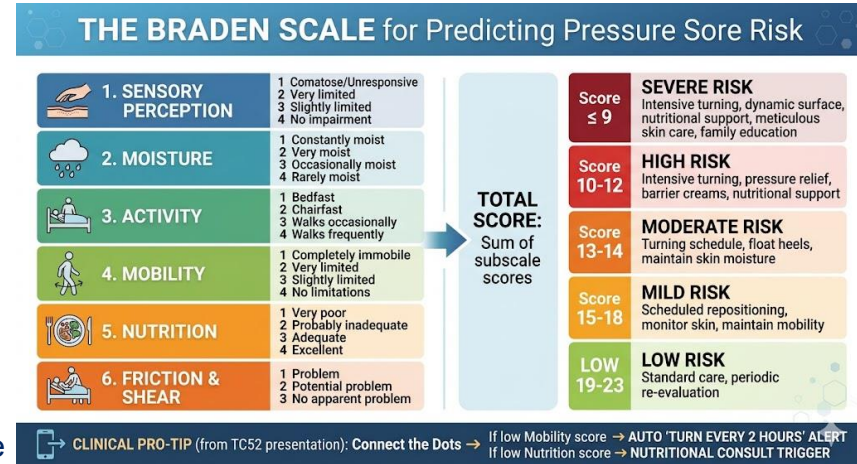 THE BRADEN SCALE for Predicting Pressure Sore Risk
1. SENSORY
PERCEPTION
1 Comatose/Unresponsive
2 Very limited
3 Slightly limited
4 No impairment
2. MOISTURE
1 Constantly moist
2 Very moist
3 Occasionally moist
4 Rarely moist
3. ACTIVITY
1 Bedfast
2 Chairfast
3 Walks occasionally
4 Walks frequently
4. MOBILITY
1 Completely immobile
2 Very limited
3 Slightly limited
4 No limitations
5. NUTRITION
1 Very poor
2 Probably inadequate
3 Adequate
4 Excellent
6. FRICTION &
SHEAR
1 Problem
2 Potential problem
3 No apparent problem
TOTAL
SCORE:
Sum of
subscale
scores
Score
≤ 9
SEVERE RISK
Intensive turning, dynamic surface,
nutritional support, meticulous
skin care, family education
Score
10-12
HIGH RISK
Intensive turning, pressure relief,
barrier creams, nutritional support
Score
13-14
MODERATE RISK
Turning schedule, float heels,
maintain skin moisture
Score
15-18
MILD RISK
Scheduled repositioning,
monitor skin, maintain mobility
LOW
19-23
LOW RISK
Standard care, periodic
re-evaluation
e
CLINICAL PRO-TIP (from TC52 presentation): Connect the Dots →
If low Mobility score → AUTO 'TURN EVERY 2 HOURS' ALERT
If low Nutrition score → NUTRITIONAL CONSULT TRIGGER